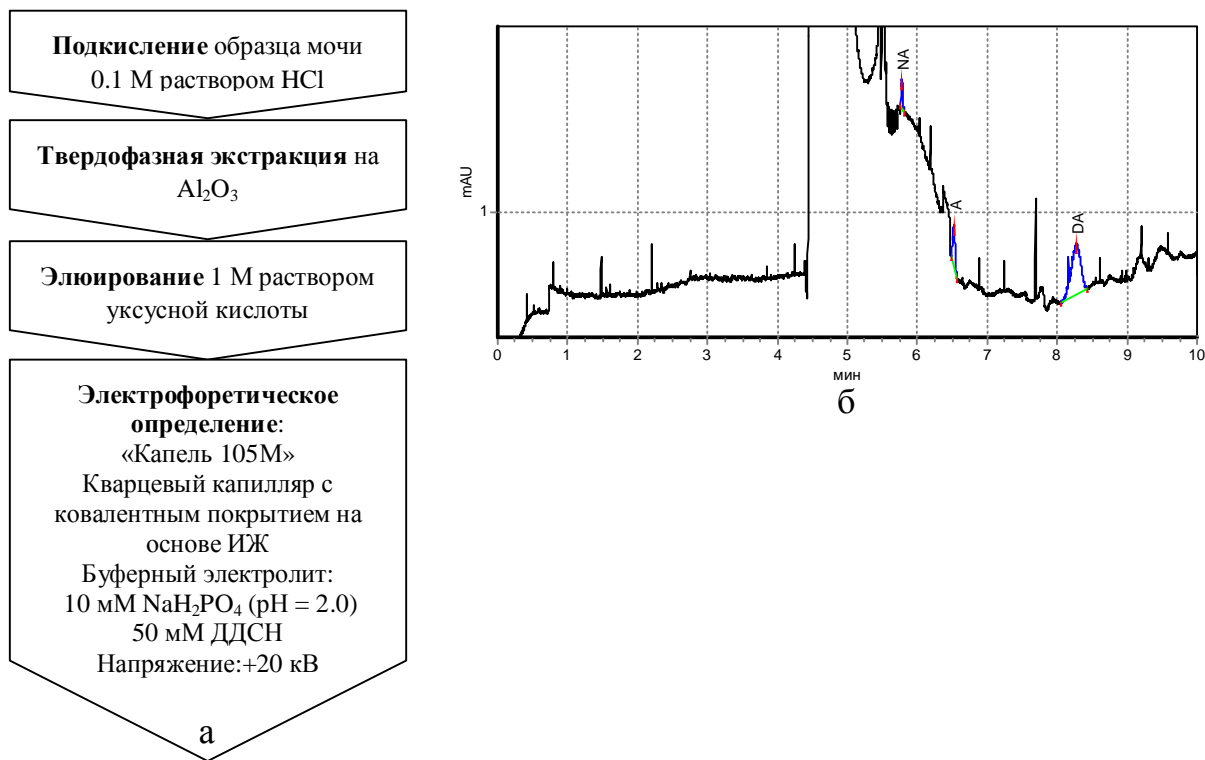 Подкисление образца мочи
0.1 М раствором HCl
Твердофазная экстракция на
Al₂O₃
Элюирование 1 М раствором
уксусной кислоты
Электрофоретическое
определение:
«Капель 105М»
Кварцевый капилляр с
ковалентным покрытием на
основе ИЖ
Буферный электролит:
10 мМ NaH₂PO₄ (pH = 2.0)
50 мМ ДДСН
Напряжение:+20 кВ
а
mAU
1
NA
A
DA
0 1 2 3 4 5 6 7 8 9 10
мин
б